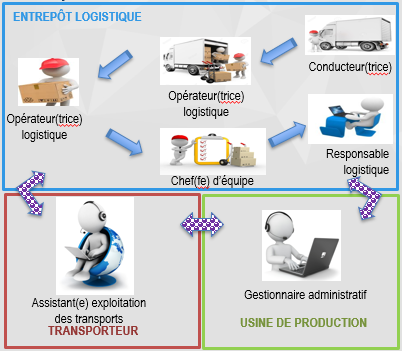 ENTREPÔT LOGISTIQUE
Conducteur(trice)
Opérateur(trice)
logistique
Opérateur(trice)
logistique
Chef(fe) d'équipe
Responsable
logistique
Assistant(e) exploitation
des transports
TRANSPORTEUR
Gestionnaire administratif
USINE DE PRODUCTION